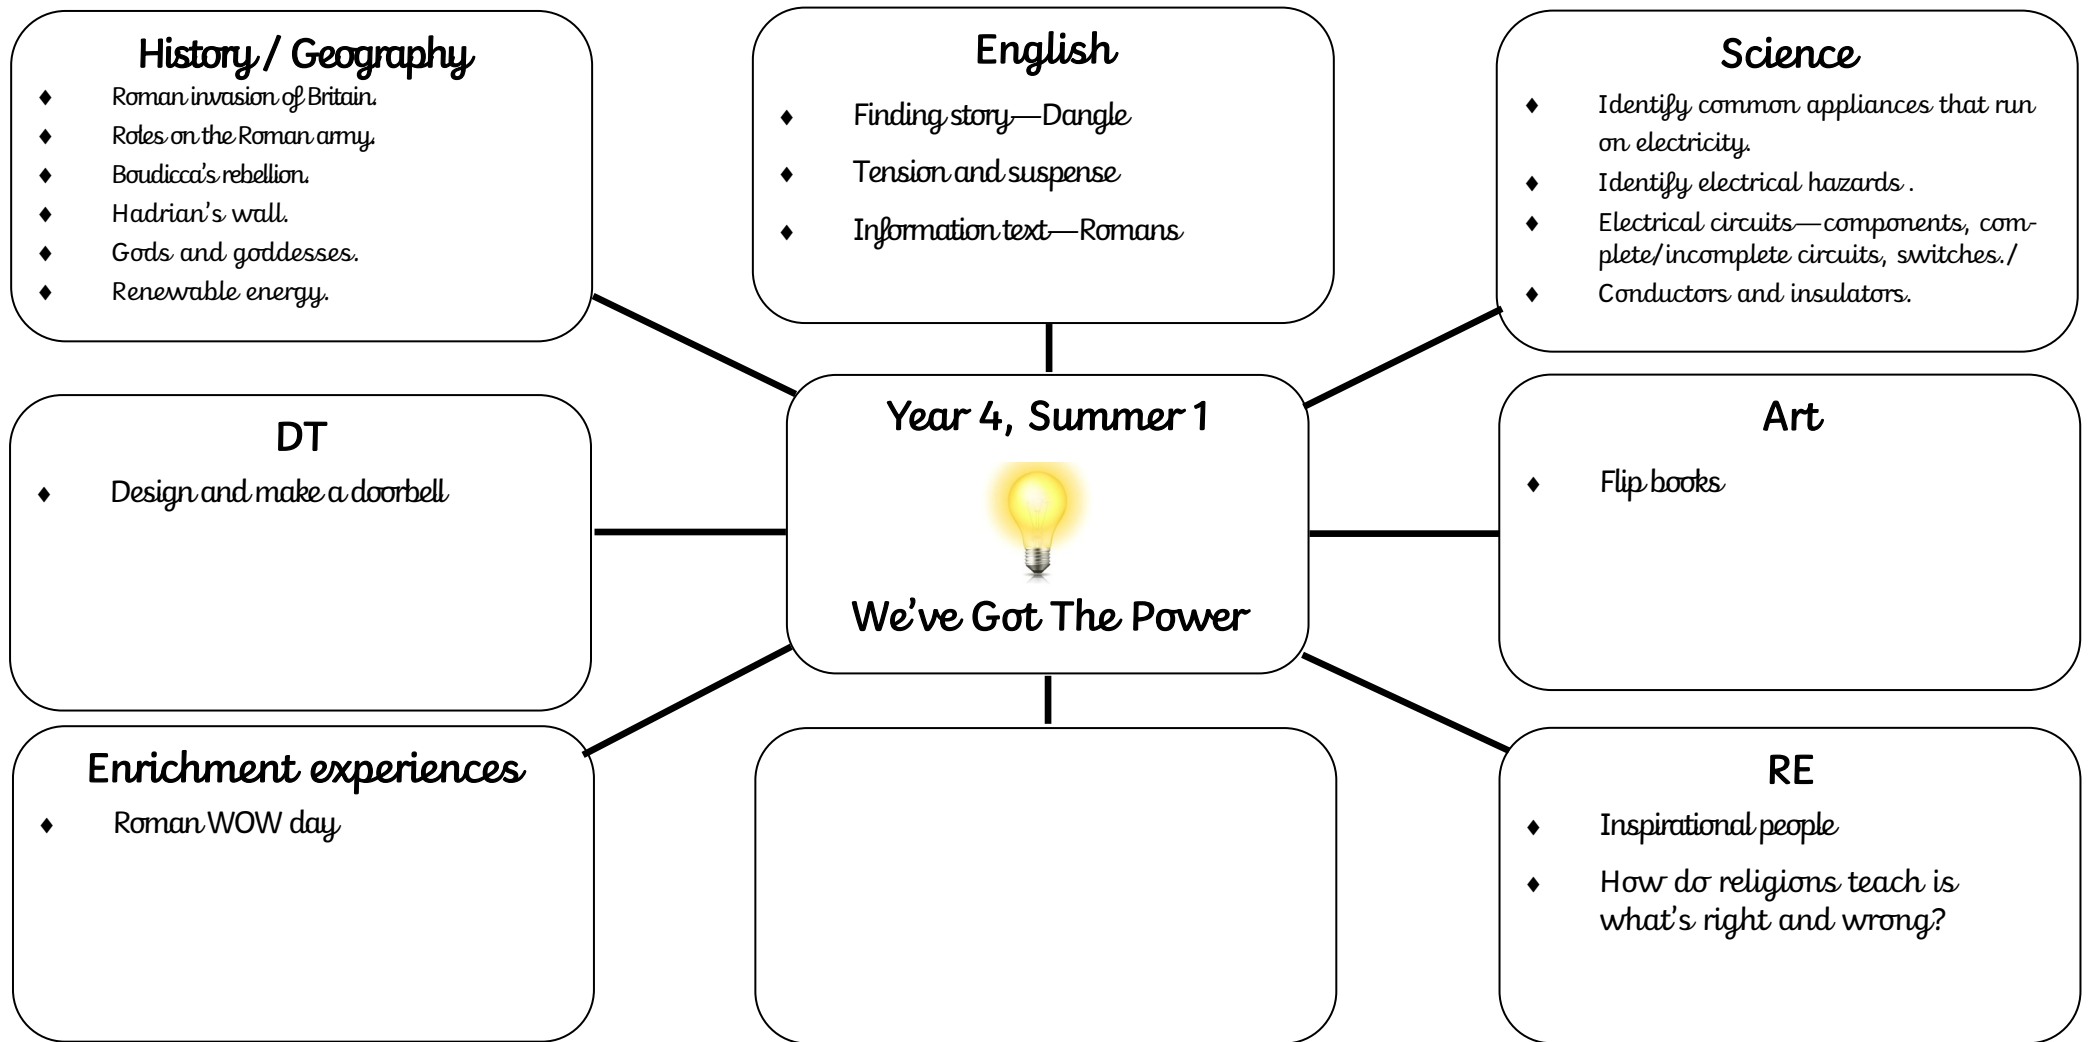 History / Geography
♦ Roman invasion of Britain.
♦ Roles on the Roman army.
♦ Boudicca's rebellion.
♦ Hadrian's wall.
♦ Gods and goddesses.
♦ Renewable energy.
English
♦ Finding story—Dangle
♦ Tension and suspense
♦ Information text—Romans
Science
♦ Identify common appliances that run
on electricity.
♦ Identify electrical hazards .
♦ Electrical circuits—components, com-
plete/incomplete circuits, switches./
♦ Conductors and insulators.
DT
♦ Design and make a doorbell
Year 4, Summer 1
We've Got The Power
Art
♦ Flip books
Enrichment experiences
♦ Roman WOW day
RE
♦ Inspirational people
♦ How do religions teach is
what's right and wrong?